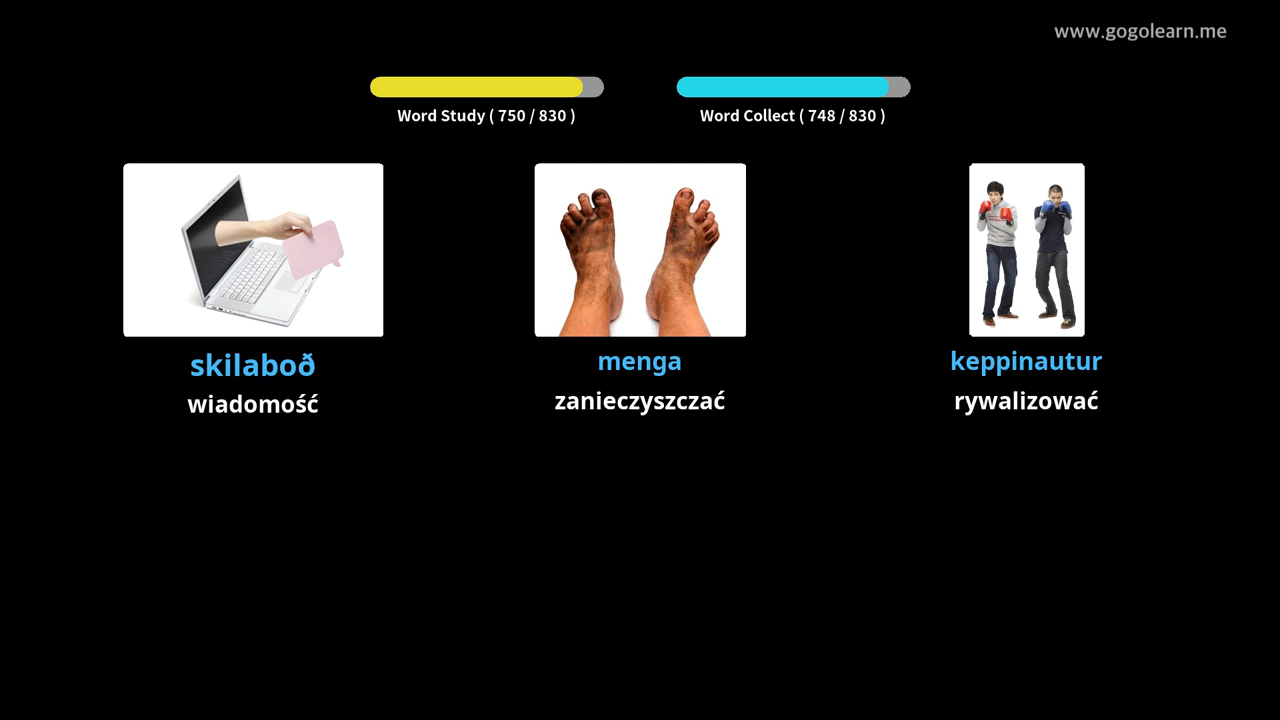 www.gogolearn.me
Word Study ( 750 / 830 )
Word Collect ( 748 / 830 )
skilaboð
wiadomość
menga
zanieczyszczać
keppinautur
rywalizować